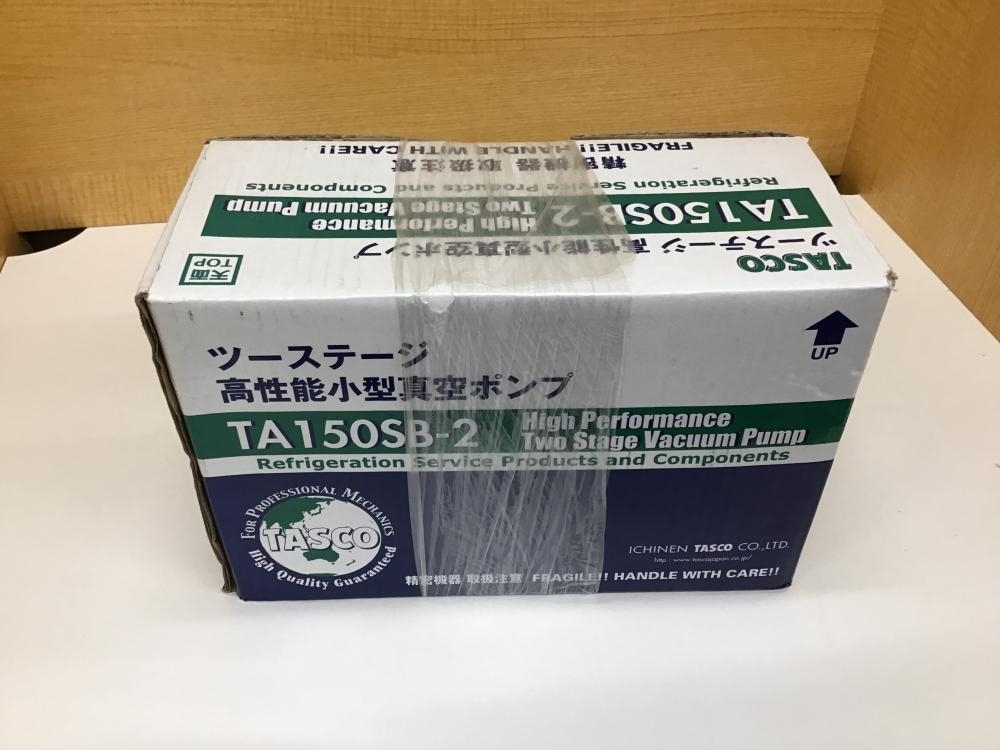 FRAGILE!! HANDLE WITH CARE!!
精密機器 取扱注意
Refrigeration Service Products and Components
TA150SB-2
High Performance
Two Stage Vacuum Pump
ツーステージ高性能小型真空ポンプ
TASCO
天面
TOP
UP
ツーステージ
高性能小型真空ポンプ
TA150SB-2
High Performance
Two Stage Vacuum Pump
Refrigeration Service Products and Components
FOR PROFESSIONAL MECHANICS
TASCO
High Quality Guaranteed
ICHINEN TASCO CO.,LTD.
http://www.tascojapan.co.jp/
精密機器 取扱注意 FRAGILE!! HANDLE WITH CARE!!